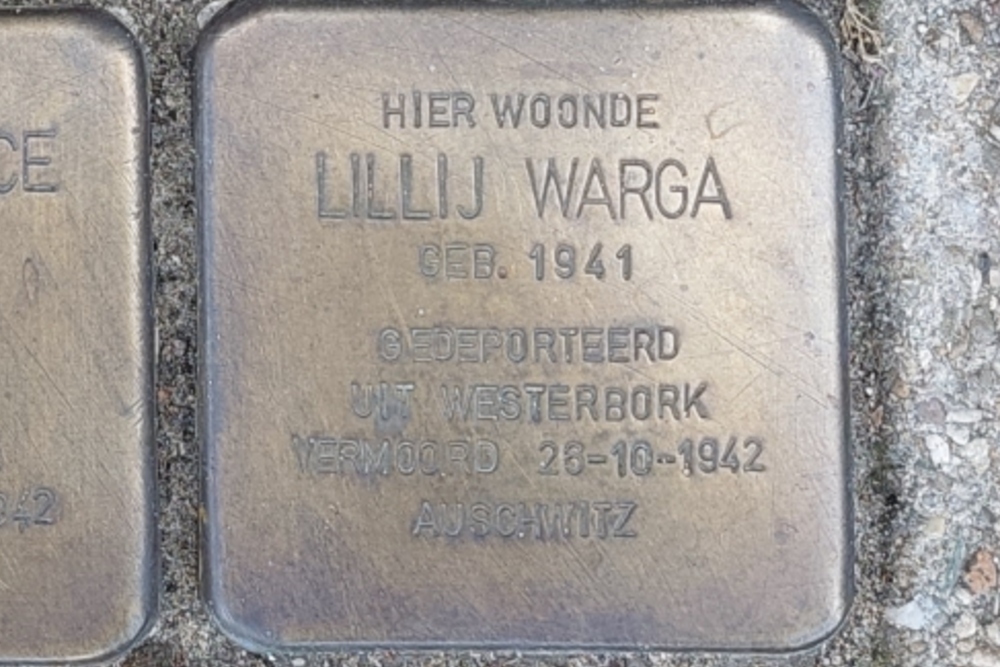 HIER WOONDE
LILLIJ WARGA
GEB. 1941
GEDEPORTEERD
UIT WESTERBORK
VERMOORD 26-10-1942
AUSCHWITZ